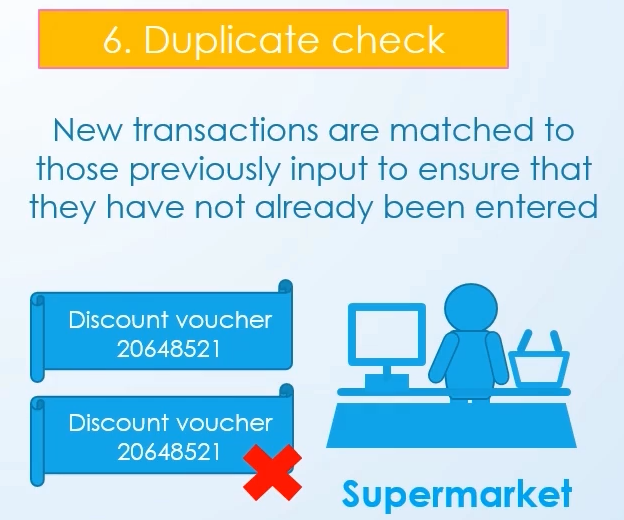 6. Duplicate check
New transactions are matched to
those previously input to ensure that
they have not already been entered
Discount voucher
20648521
Discount voucher
20648521
Supermarket